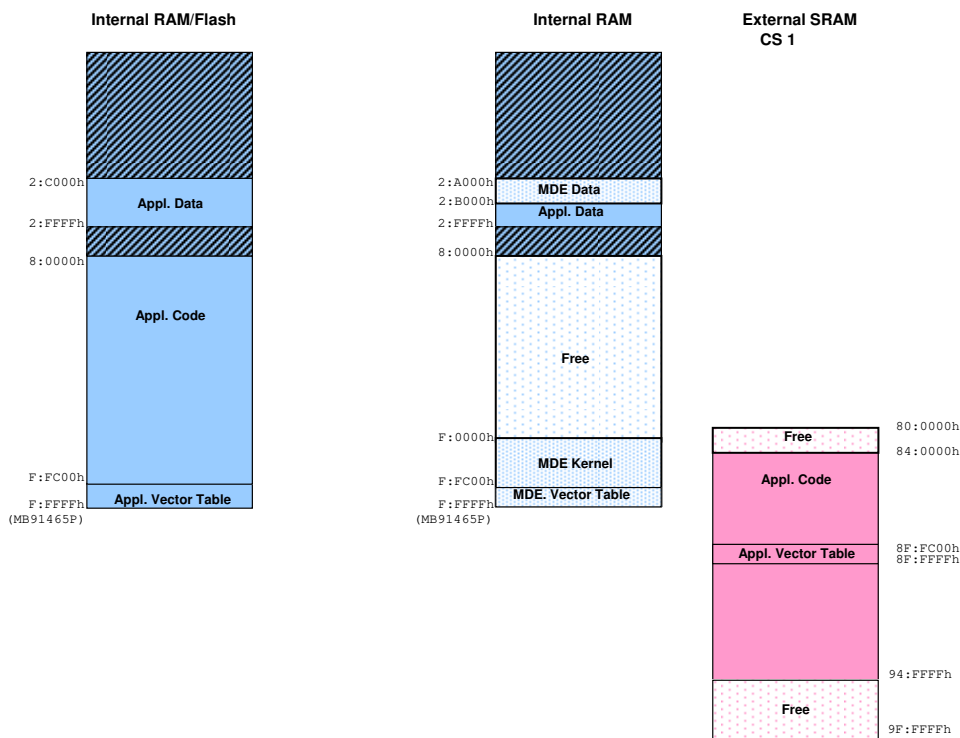 Internal RAM/Flash
2:C000h
Appl. Data
2:FFFFh
8:0000h
Appl. Code
F:FC00h
Appl. Vector Table
F:FFFFh
(MB91465P)
Internal RAM
2:A000h
MDE Data
2:B000h
Appl. Data
2:FFFFh
8:0000h
Free
F:0000h
MDE Kernel
F:FC00h
MDE. Vector Table
F:FFFFh
(MB91465P)
External SRAM
CS 1
80:0000h
Free
84:0000h
Appl. Code
8F:FC00h
Appl. Vector Table
8F:FFFFh
94:FFFFh
Free
9F:FFFFh